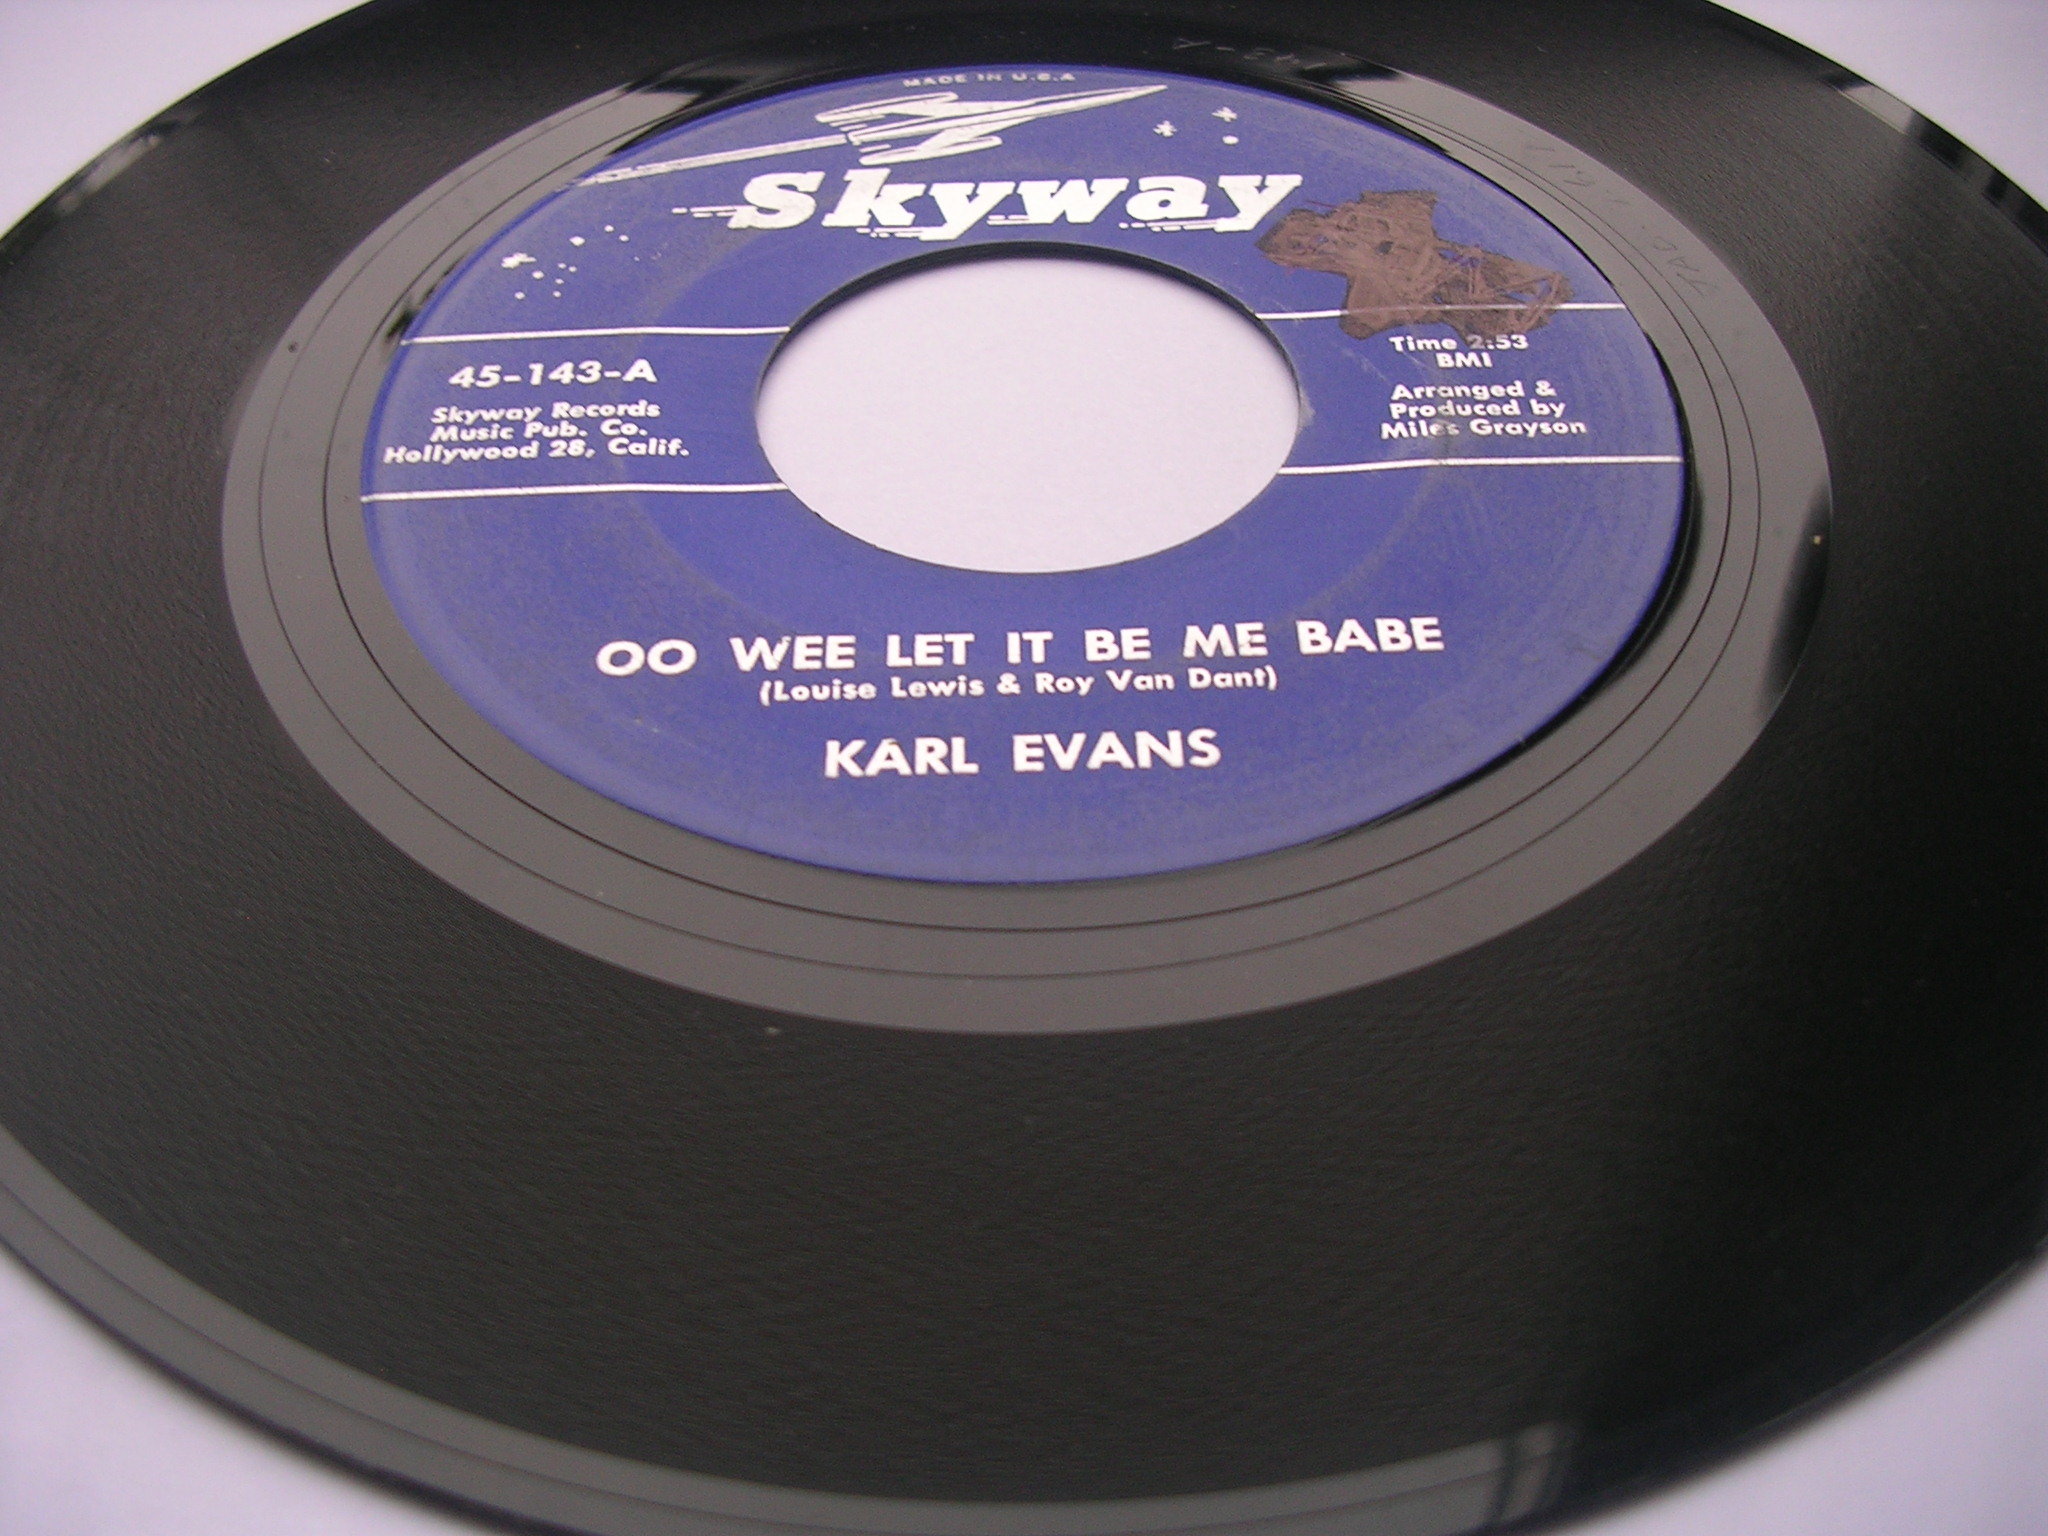 MADE IN U.S.A
Skyway
45-143-A
Skyway Records
Music Pub. Co.
Hollywood 28, Calif.
Time 2:53
BMI
Arranged &
Produced by
Miles Grayson
OO WEE LET IT BE ME BABE
(Louise Lewis & Roy Van Dant)
KARL EVANS